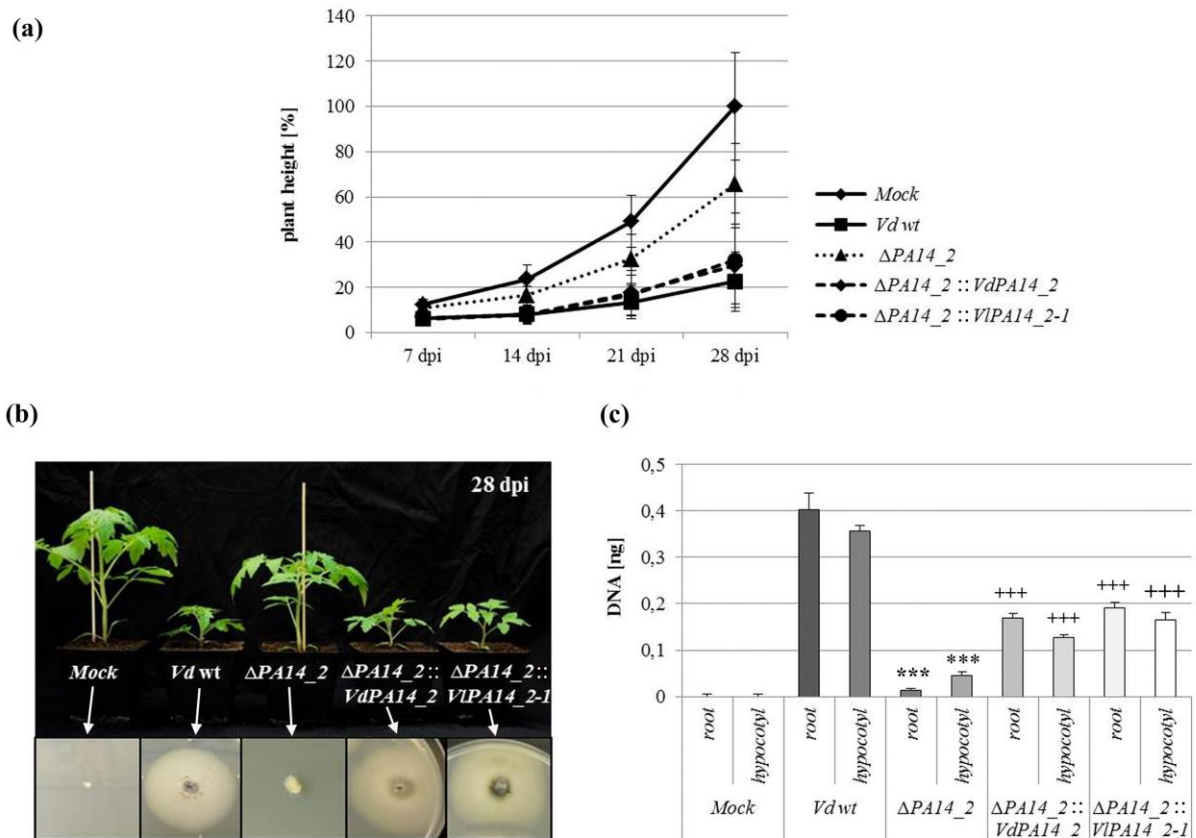 (a)
140
120
100
80
60
40
20
0
plant height [%]
7 dpi 14 dpi 21 dpi 28 dpi
Mock
Vd wt
ΔPA14_2
ΔPA14_2 :: VdPA14_2
ΔPA14_2 :: VlPA14_2-1
(b)
28 dpi
Mock Vd wt ΔPA14_2 ΔPA14_2:: ΔPA14_2::
VdPA14_2 VlPA14_2-1
(c)
0,5
0,4
0,3
0,2
0,1
0
DNA [ng]
*** *** +++ +++ +++ +++
root hypocotyl root hypocotyl root hypocotyl root hypocotyl root hypocotyl
Mock Vd wt ΔPA14_2 ΔPA14_2:: ΔPA14_2::
VdPA14_2 VlPA14_2-1